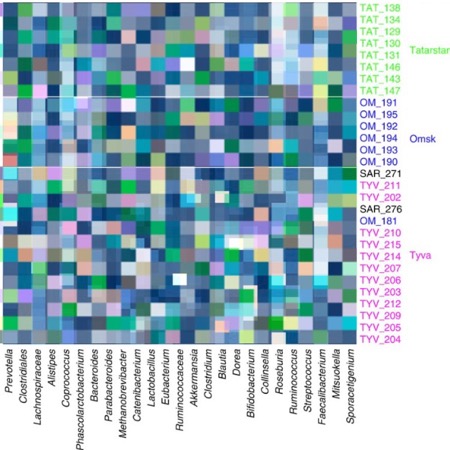 TAT_138
TAT_134
TAT_129
TAT_130
TAT_131
TAT_146
TAT_143
TAT_147
Tatarstar
OM_191
OM_195
OM_192
OM_194
OM_193
OM_190
Omsk
SAR_271
TYV_211
TYV_202
SAR_276
OM_181
TYV_210
TYV_215
TYV_214
TYV_207
TYV_206
TYV_203
TYV_212
TYV_209
TYV_205
TYV_204
Tyva
Prevotella
Clostridiales
Lachnospiraceae
Alistipes
Coprococcus
Phascolarctobacterium
Bacteroides
Parabacteroides
Methanobrevibacter
Catenibacterium
Lactobacillus
Eubacterium
Ruminococcaceae
Akkermansia
Clostridium
Blautia
Dorea
Bifidobacterium
Collinsella
Roseburia
Ruminococcus
Streptococcus
Faecalibacterium
Mitsuokella
Sporacetigenium